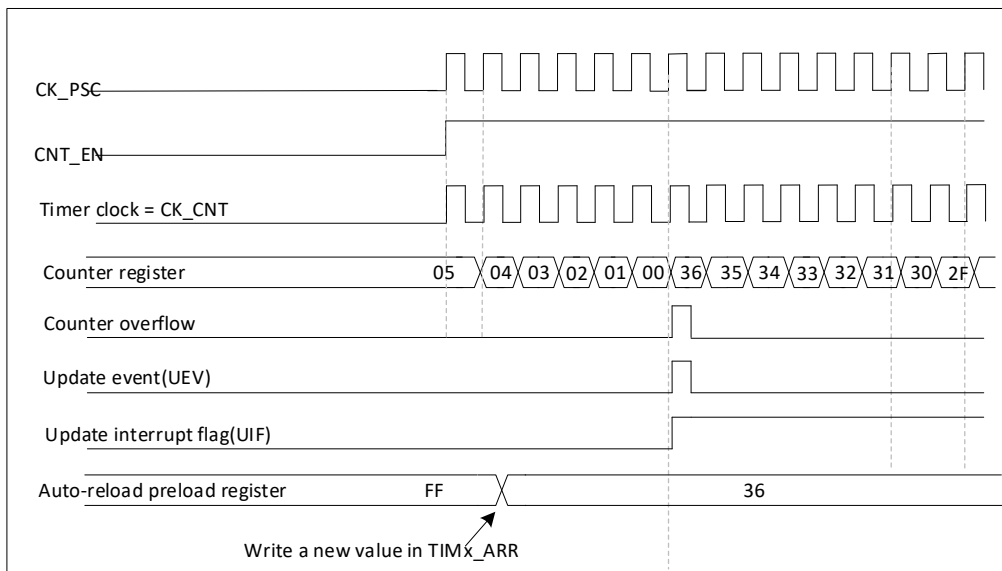 CK_PSC
CNT_EN
Timer clock = CK_CNT
Counter register 05 04 03 02 01 00 36 35 34 33 32 31 30 2F
Counter overflow
Update event(UEV)
Update interrupt flag(UIF)
Auto-reload preload register FF 36
Write a new value in TIMx_ARR